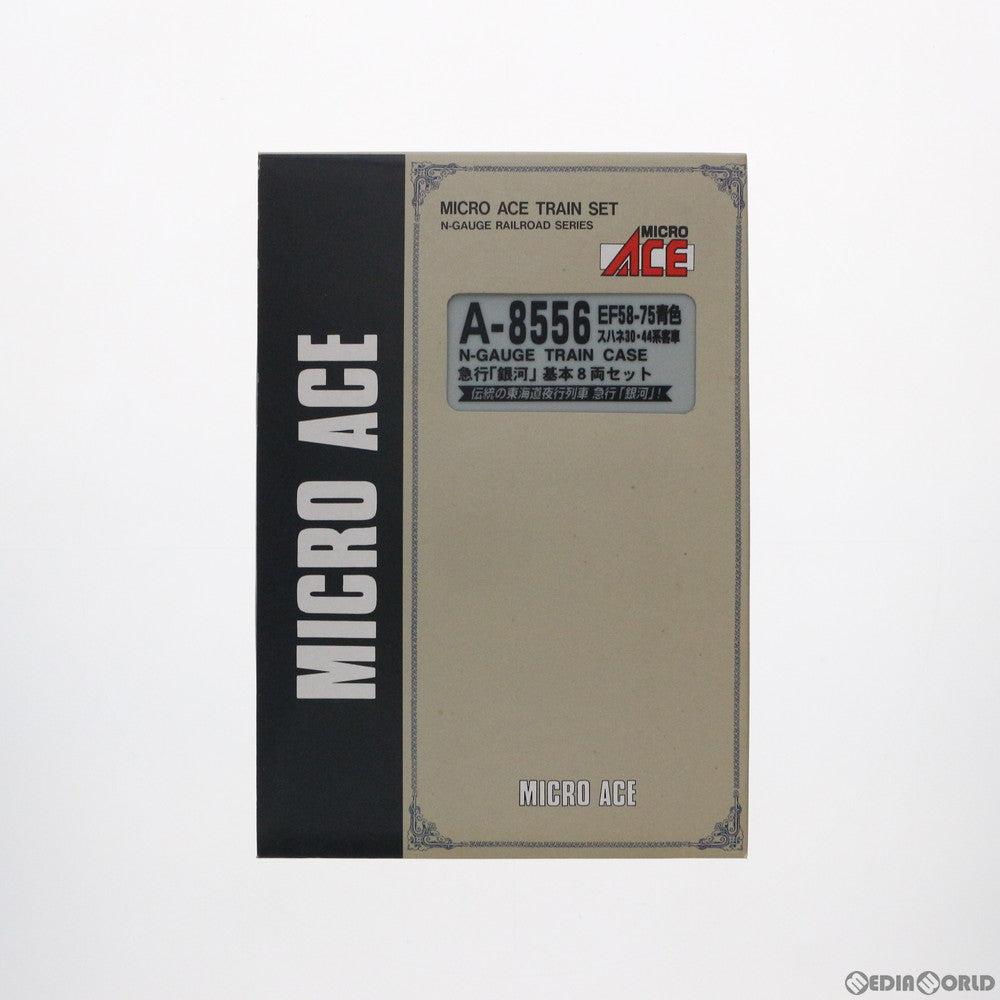 MICRO ACE
MICRO ACE TRAIN SET
N-GAUGE RAILROAD SERIES
MICRO
ACE
A-8556 EF58-75青色
スハネ30・44系客車
N-GAUGE TRAIN CASE
急行「銀河」 基本8両セット
伝統の東海道夜行列車 急行「銀河」!!
MICRO ACE
MEDIAWORLD